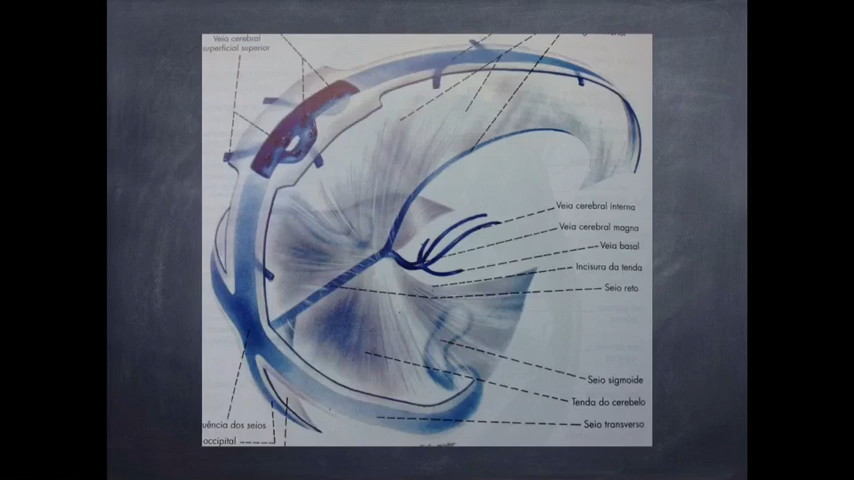 Veia cerebral
superficial superior
Veia cerebral interna
Veia cerebral magna
Veia basal
Incisura da tenda
Seio reto
Seio sigmoide
Tenda do cerebelo
Seio transverso
uência dos seios
occipital